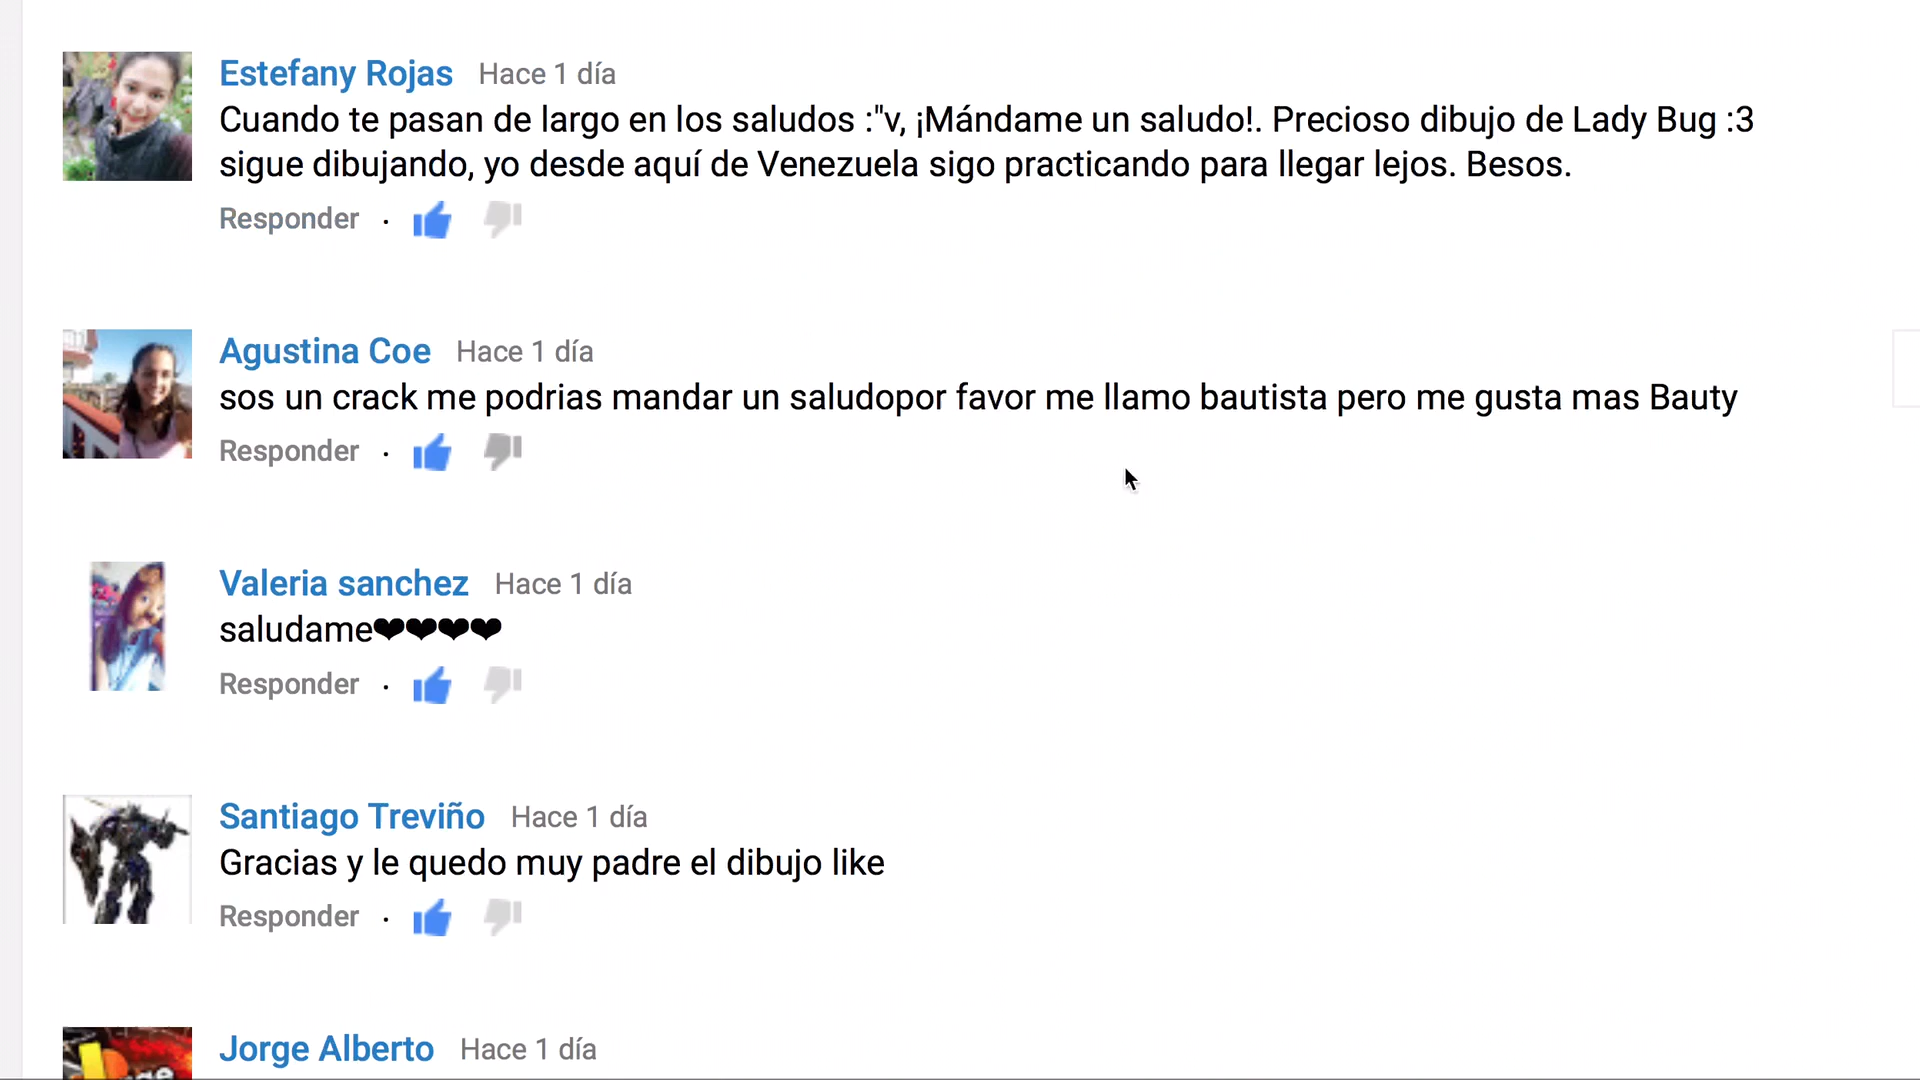 Estefany Rojas Hace 1 día
Cuando te pasan de largo en los saludos :"v, ¡Mándame un saludo!. Precioso dibujo de Lady Bug :3
sigue dibujando, yo desde aquí de Venezuela sigo practicando para llegar lejos. Besos.
Responder ·
Agustina Coe Hace 1 día
sos un crack me podrias mandar un saludopor favor me llamo bautista pero me gusta mas Bauty
Responder ·
Valeria sanchez Hace 1 día
saludame❤❤❤❤
Responder ·
Santiago Treviño Hace 1 día
Gracias y le quedo muy padre el dibujo like
Responder ·
Jorge Alberto Hace 1 día